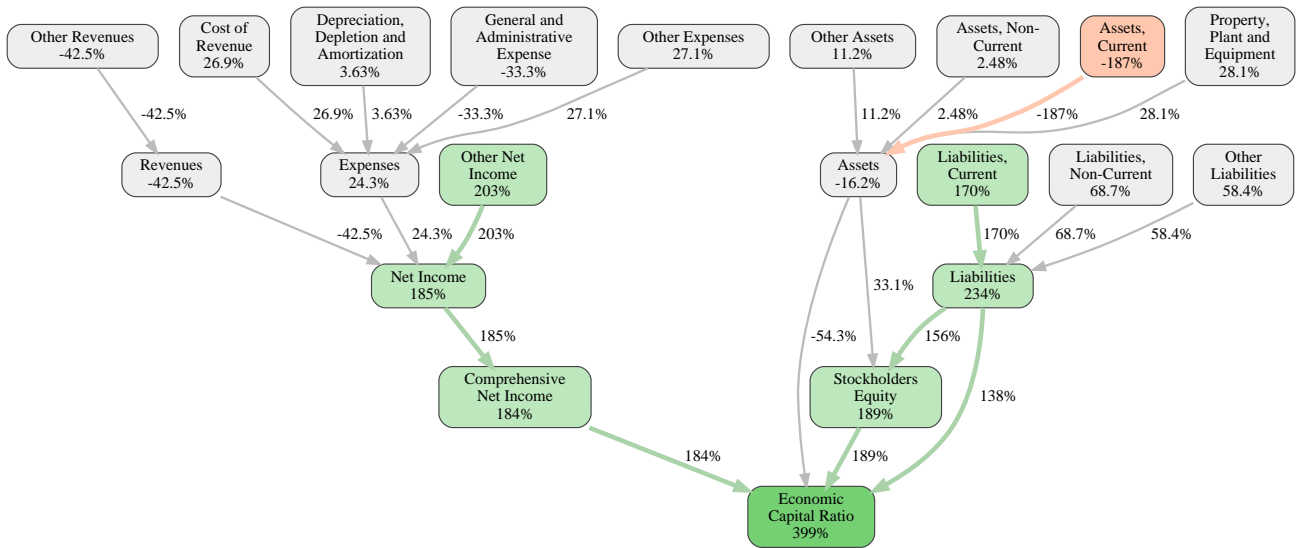 Other Revenues
-42.5%
Cost of
Revenue
26.9%
Depreciation,
Depletion and
Amortization
3.63%
General and
Administrative
Expense
-33.3%
Other Expenses
27.1%
Other Assets
11.2%
Assets, Non-
Current
2.48%
Assets,
Current
-187%
Property,
Plant and
Equipment
28.1%
-42.5%
26.9%
3.63%
-33.3%
27.1%
11.2%
2.48%
-187%
28.1%
Revenues
-42.5%
Expenses
24.3%
Other Net
Income
203%
Assets
-16.2%
Liabilities,
Current
170%
Liabilities,
Non-Current
68.7%
Other
Liabilities
58.4%
-42.5%
24.3%
203%
170%
68.7%
58.4%
Net Income
185%
33.1%
Liabilities
234%
185%
-54.3%
156%
Comprehensive
Net Income
184%
Stockholders
Equity
189%
138%
184%
189%
Economic
Capital Ratio
399%